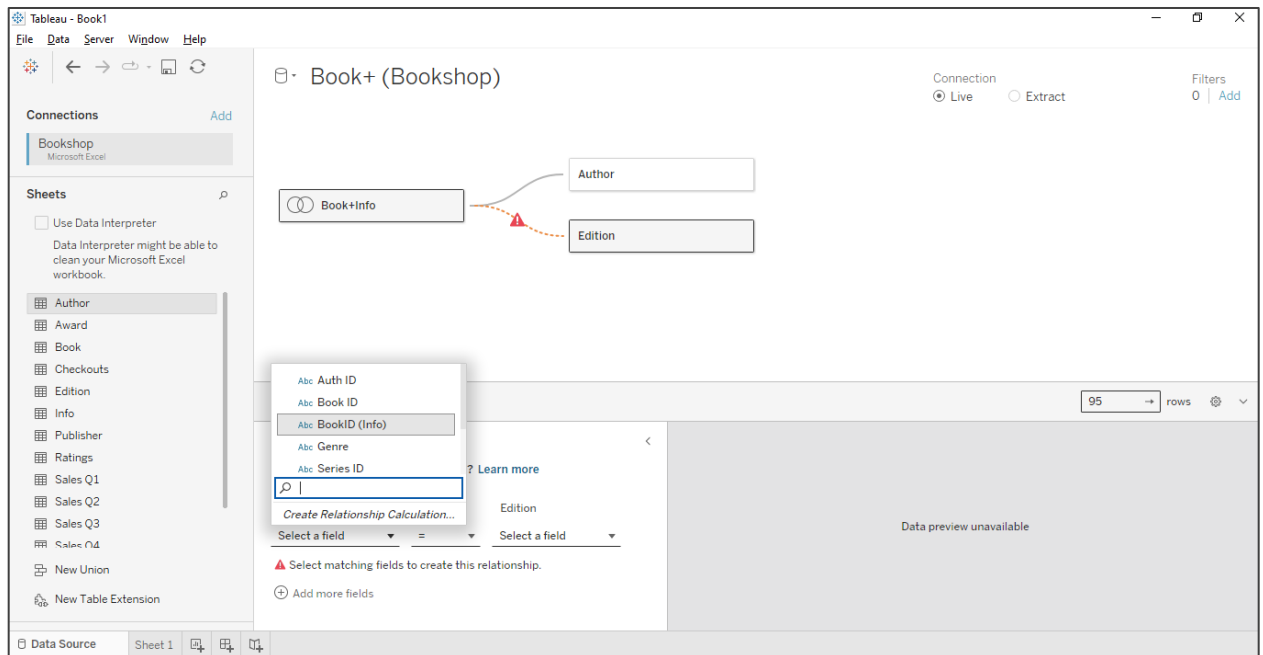 Tableau - Book1
File Data Server Window Help
Book+ (Bookshop)
Connection
Live Extract
Filters
0 | Add
Connections Add
Bookshop
Microsoft Excel
Sheets
Use Data Interpreter
Data Interpreter might be able to
clean your Microsoft Excel
workbook.
Author
Award
Book
Checkouts
Edition
Info
Publisher
Ratings
Sales Q1
Sales Q2
Sales Q3
Sales Q4
New Union
New Table Extension
Book+Info
Author
Edition
95 → rows
Abc Auth ID
Abc Book ID
Abc BookID (Info)
Abc Genre
Abc Series ID
Create Relationship Calculation...
? Learn more
Edition
Select a field = Select a field
Select matching fields to create this relationship.
Add more fields
Data preview unavailable
Data Source Sheet 1